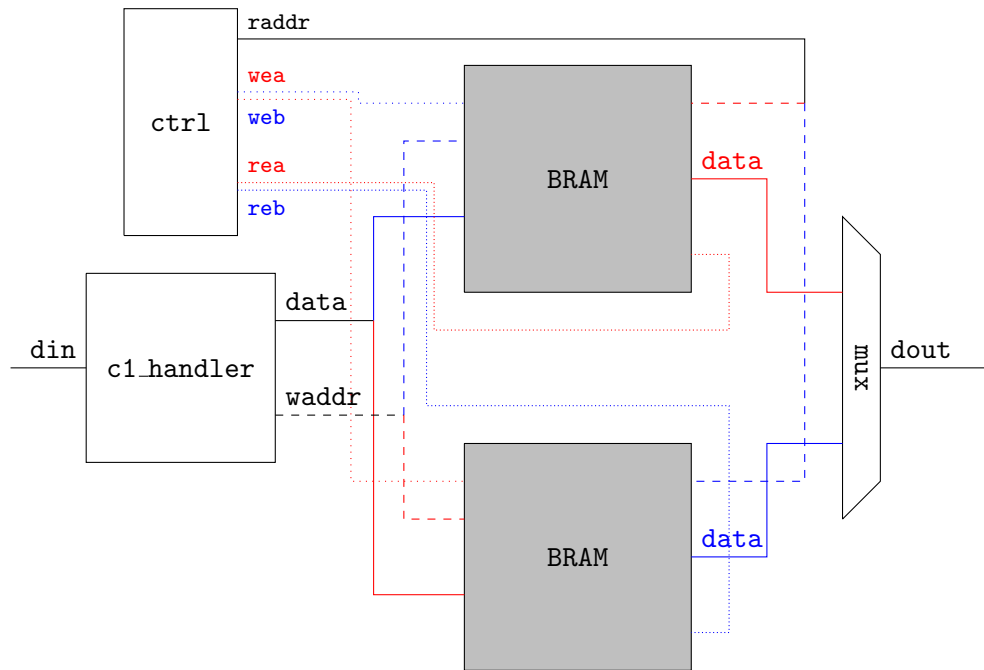 raddr
wea
web
ctrl
rea
reb
BRAM
data
data
din
c1_handler
waddr
mux
dout
BRAM
data